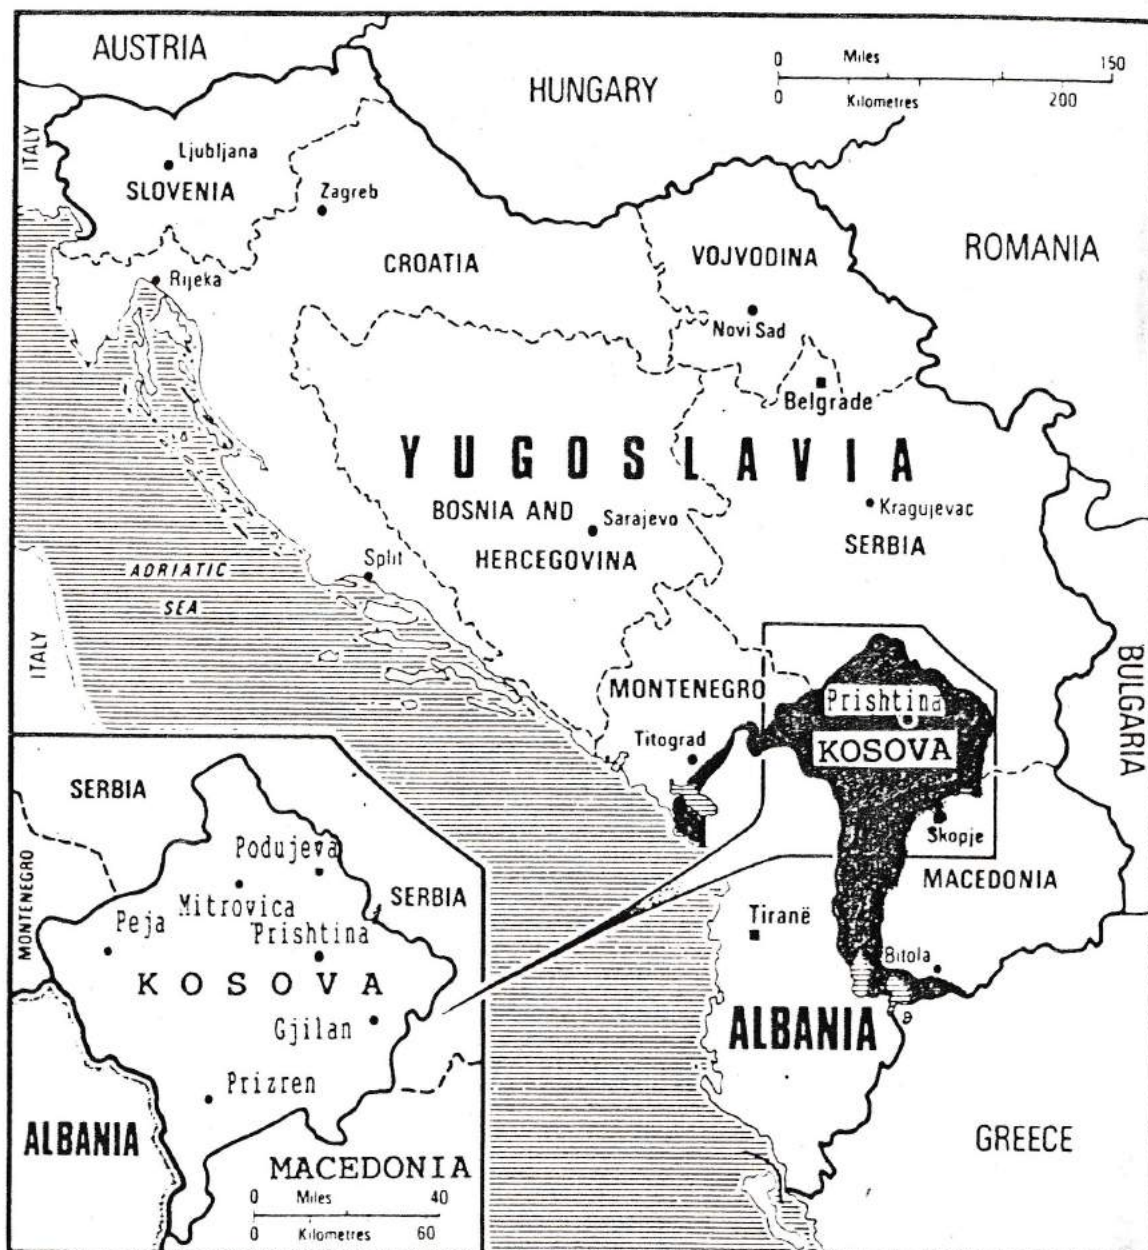 AUSTRIA
HUNGARY
0 Miles 150
0 Kilometres 200
ITALY
Ljubljana
SLOVENIA
Zagreb
CROATIA
VOJVODINA
ROMANIA
Rijeka
Novi Sad
Belgrade
YUGOSLAVIA
BOSNIA AND
HERCEGOVINA
Sarajevo
Kragujevac
SERBIA
Split
ADRIATIC
SEA
ITALY
MONTENEGRO
Titograd
Prishtina
KOSOVA
BULGARIA
Skopje
MACEDONIA
Tiranë
Bitola
ALBANIA
GREECE
SERBIA
MONTENEGRO
Podujeva
Mitrovica
SERBIA
Peja
Prishtina
KOSOVA
Gjilan
Prizren
ALBANIA
MACEDONIA
0 Miles 40
0 Kilometres 60